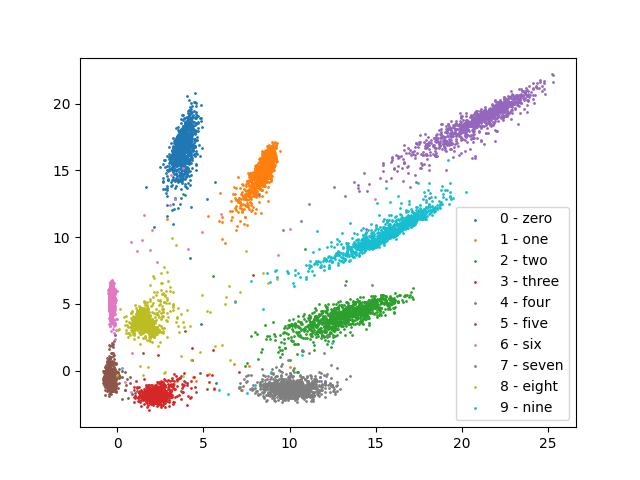 20
15
10
5
0
0 - zero
1 - one
2 - two
3 - three
4 - four
5 - five
6 - six
7 - seven
8 - eight
9 - nine
0 5 10 15 20 25